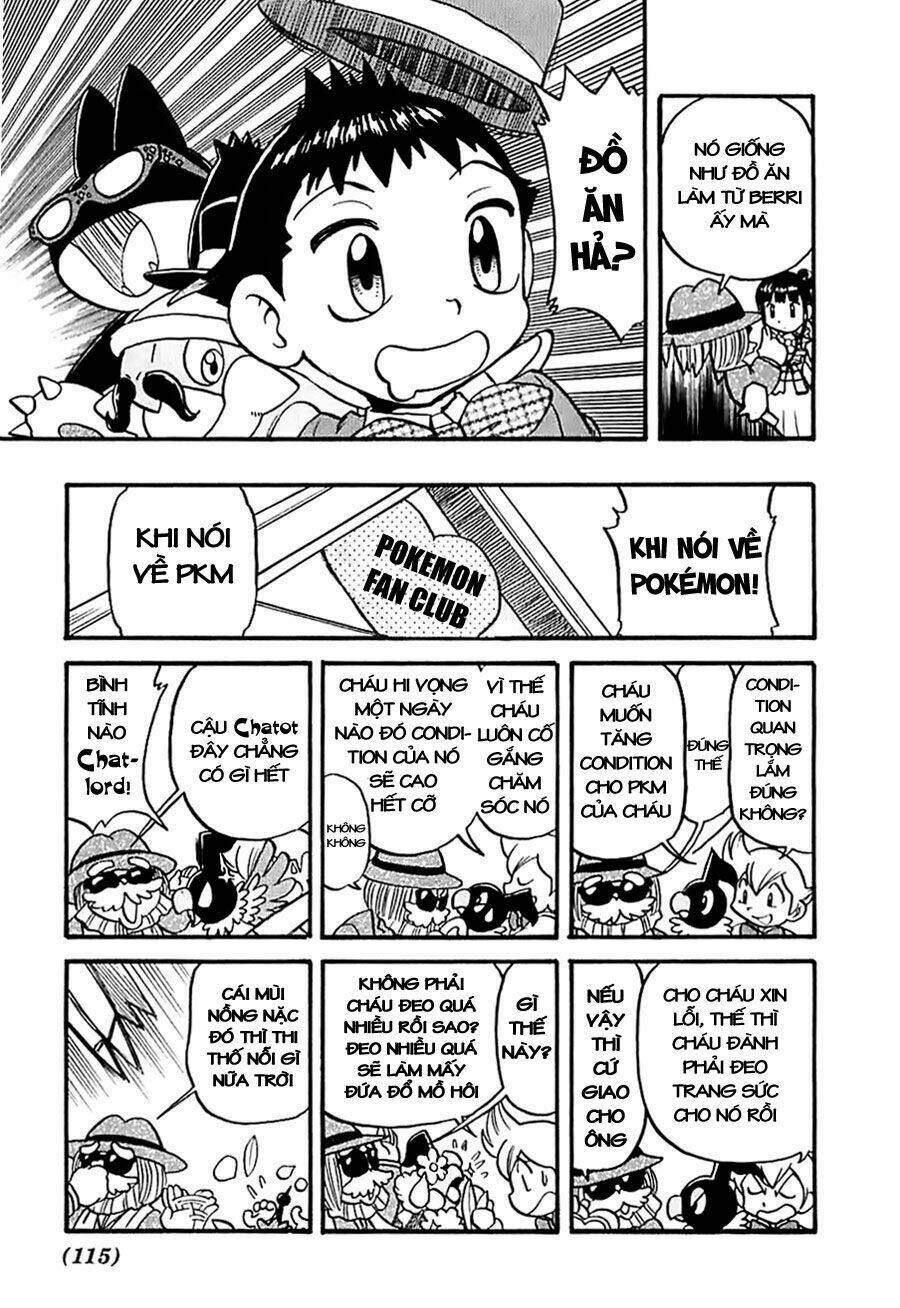 NÓ GIỐNG
NHƯ ĐỒ ĂN
LÀM TỪ BERRI
ẤY MÀ
ĐỒ
ĂN
HẢ?
KHI NÓI VỀ
POKÉMON!
POKEMON
FAN CLUB
KHI NÓI
VỀ PKM
CONDI-
TION
QUAN
TRỌNG
LẮM
ĐÚNG
KHÔNG?
ĐÚNG
THẾ
CHÁU
MUỐN
TĂNG
CONDITION
CHO PKM
CỦA CHÁU
VÌ THẾ
CHÁU
LUÔN CỐ
GẮNG
CHĂM
SÓC NÓ
CHÁU HI VỌNG
MỘT NGÀY
NÀO ĐÓ CONDI-
TION CỦA NÓ
SẼ CAO
HẾT CỠ
KHÔNG
KHÔNG
CẬU Chatot
ĐÂY CHẲNG
CÓ GÌ HẾT
BÌNH
TĨNH
NÀO
Chat-
lord!
CHO CHÁU XIN
LỖI, THẾ THÌ
CHÁU ĐÀNH
PHẢI ĐEO
TRANG SỨC
CHO NÓ RỒI
NẾU
VẬY THÌ
CỨ
GIAO
CHO
ÔNG
GÌ
THẾ
NÀY?
KHÔNG PHẢI
CHÁU ĐEO QUÁ
NHIỀU RỒI SAO?
ĐEO NHIỀU QUÁ
SẼ LÀM MẤY
ĐỨA ĐỔ MỒ HÔI
CÁI MÙI
NỒNG NẶC
ĐÓ THÌ THI
THỐ NỖI GÌ
NỮA TRỜI
(115)